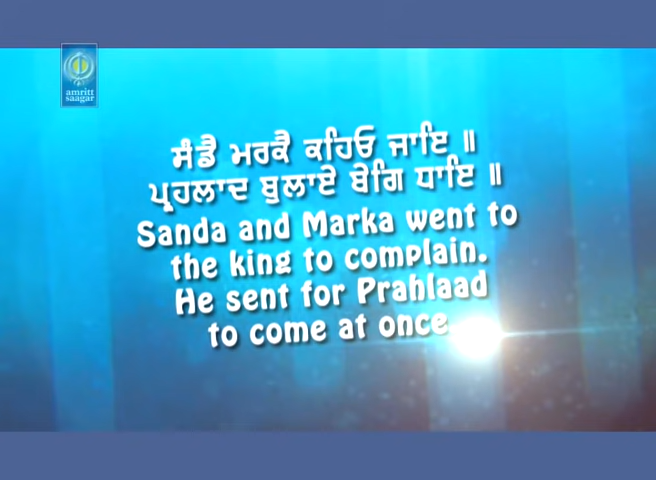 amritt
saagar
ਸੰਡੈ ਮਰਕੈ ਕਹਿਓ ਜਾਇ ॥
ਪ੍ਰਹਲਾਦ ਬੁਲਾਏ ਬੇਗਿ ਧਾਇ ॥
Sanda and Marka went to
the king to complain.
He sent for Prahlaad
to come at once.